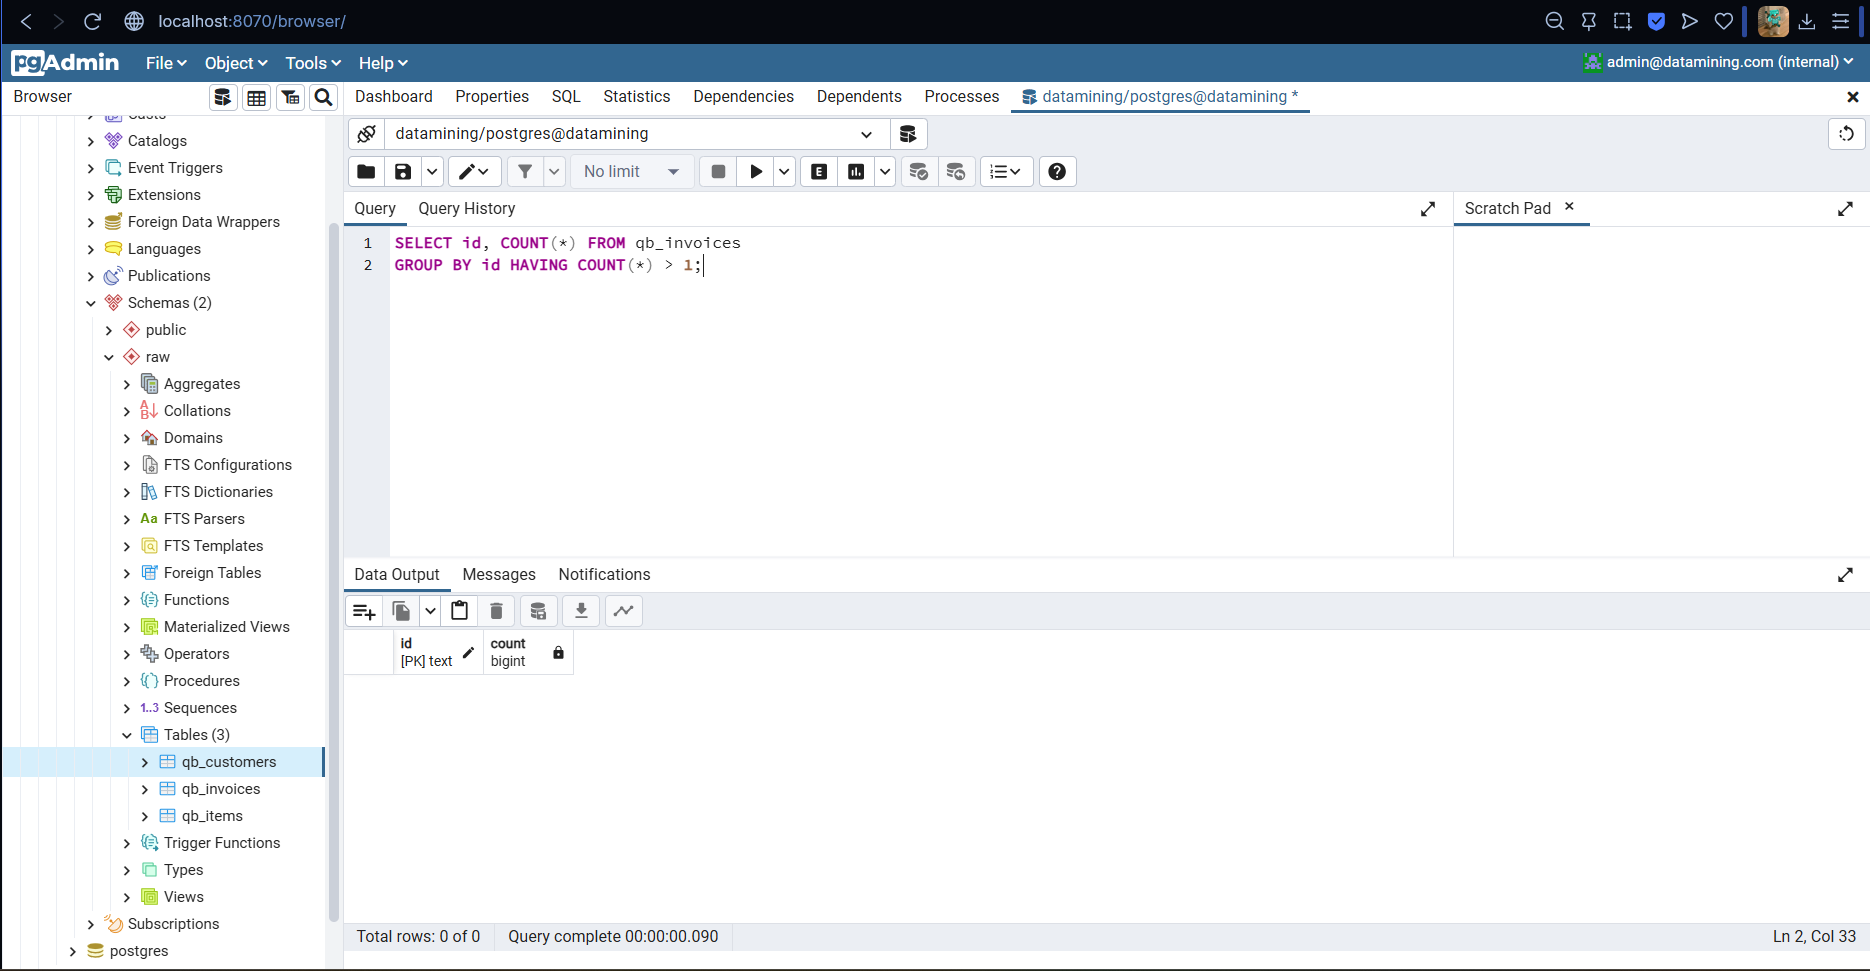 localhost:8070/browser/
pgAdmin File Object Tools Help admin@datamining.com (internal)
Browser
Dashboard Properties SQL Statistics Dependencies Dependents Processes datamining/postgres@datamining *
Casts
Catalogs
Event Triggers
Extensions
Foreign Data Wrappers
Languages
Publications
Schemas (2)
public
raw
Aggregates
Collations
Domains
FTS Configurations
FTS Dictionaries
Aa FTS Parsers
FTS Templates
Foreign Tables
Functions
Materialized Views
Operators
Procedures
1..3 Sequences
Tables (3)
qb_customers
qb_invoices
qb_items
Trigger Functions
Types
Views
Subscriptions
postgres
datamining/postgres@datamining
No limit E
Query Query History
Scratch Pad
1 SELECT id, COUNT(*) FROM qb_invoices
2 GROUP BY id HAVING COUNT(*) > 1;
Data Output Messages Notifications
id count
[PK] text bigint
Total rows: 0 of 0 Query complete 00:00:00.090 Ln 2, Col 33